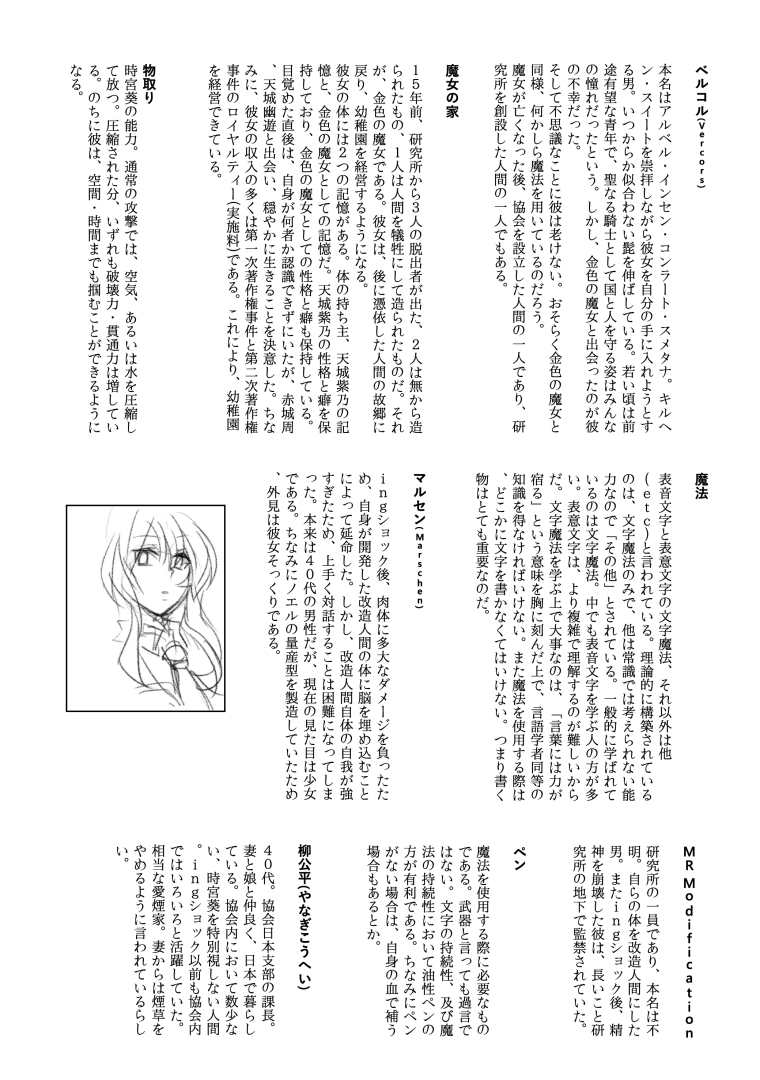 ベルコル(Vercors)
本名はアルベル・インセン・コンラート・スメタナ。キルヘ
ン・スイートを崇拝しながら彼女を自分の手に入れようとす
る男。いつからか似合わない髭を伸ばしている。若い頃は前
途有望な青年で、聖なる騎士として国と人を守る姿はみんな
の憧れだったという。しかし、金色の魔女と出会ったのが彼
の不幸だった。
そして不思議なことに彼は老けない。おそらく金色の魔女と
同様、何かしら魔法を用いているのだろう。
魔女が亡くなった後、協会を設立した人間の一人であり、研
究所を創設した人間の一人でもある。
魔女の家
１５年前、研究所から３人の脱出者が出た、２人は無から造
られたもの、１人は人間を犠牲にして造られたものだ。それ
が、金色の魔女である。彼女は、後に憑依した人間の故郷に
戻り、幼稚園を経営するようになる。
彼女の体には２つの記憶がある。体の持ち主、天城紫乃の記
憶と、金色の魔女としての記憶だ。天城紫乃の性格と癖を保
持しており、金色の魔女としての性格と癖も保持している。
目覚めた直後は、自身が何者か認識できずにいたが、赤城周
、天城幽遊と出会い、穏やかに生きることを決意した。ちな
みに、彼女の収入の多くは第一次著作権事件と第二次著作権
事件のロイヤルティー(実施料)である。これにより、幼稚園
を経営できている。
物取り
時宮葵の能力。通常の攻撃では、空気、あるいは水を圧縮し
て放つ。圧縮された分、いずれも破壊力・貫通力は増してい
る。のちに彼は、空間・時間までも掴むことができるように
なる。
魔法
表音文字と表意文字の文字魔法、それ以外は他
(ｅｔｃ)と言われている。理論的に構築されている
のは、文字魔法のみで、他は常識では考えられない能
力なので「その他」とされている。一般的に学ばれて
いるのは文字魔法。中でも表音文字を学ぶ人の方が多
い。表意文字は、より複雑で理解するのが難しいから
だ。文字魔法を学ぶ上で大事なのは、「言葉には力が
宿る」という意味を胸に刻んだ上で、言語学者同等の
知識を得なければいけない。また魔法を使用する際は
、どこかに文字を書かなくてはいけない。つまり書く
物はとても重要なのだ。
マルセン(Marschen)
ｉｎｇショック後、肉体に多大なダメージを負ったた
め、自身が開発した改造人間の体に脳を埋め込むこと
によって延命した。しかし、改造人間自体の自我が強
すぎたため、上手く対話することは困難になってしま
った。本来は４０代の男性だが、現在の見た目は少女
である。ちなみにノエルの量産型を製造していたため
、外見は彼女そっくりである。
MR Modification
研究所の一員であり、本名は不
明。自らの体を改造人間にした
男。またｉｎｇショック後、精
神を崩壊した彼は、長いこと研
究所の地下で監禁されていた。
ペン
魔法を使用する際に必要なもの
である。武器と言っても過言で
はない。文字の持続性、及び魔
法の持続性において油性ペンの
方が有利である。ちなみにペン
がない場合は、自身の血で補う
場合もあるとか。
柳公平(やなぎこうへい)
４０代。協会日本支部の課長。
妻と娘と仲良く、日本で暮らし
ている。協会内において数少な
い、時宮葵を特別視しない人間
。ｉｎｇショック以前も協会内
ではいろいろと活躍していた。
相当な愛煙家。妻からは煙草を
やめるように言われているらし
い。